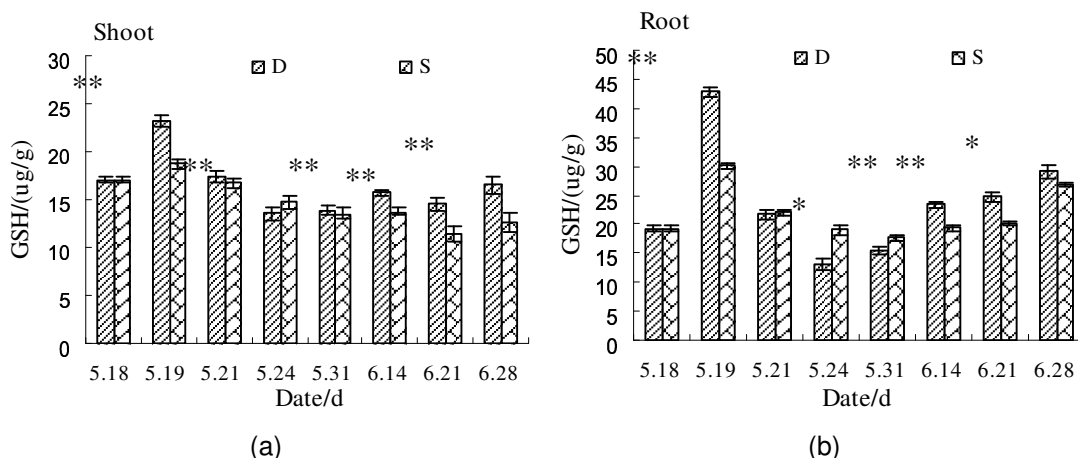 Shoot
D S
GSH/(ug/g)
30
25
20
15
10
5
0
** ** ** ** **
5.18 5.19 5.21 5.24 5.31 6.14 6.21 6.28
Date/d
(a)
Root
D S
GSH/(ug/g)
50
45
40
35
30
25
20
15
10
5
0
** * ** ** *
5.18 5.19 5.21 5.24 5.31 6.14 6.21 6.28
Date/d
(b)